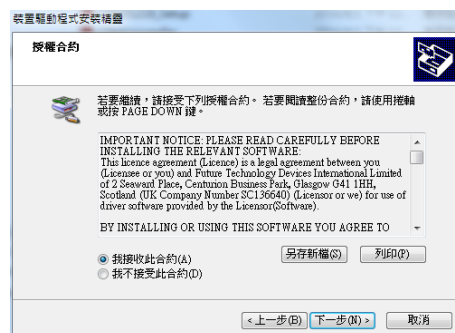 裝置驅動程式安裝精靈
授權合約
若要繼續，請接受下列授權合約。若要閱讀整份合約，請使用捲軸
或按 PAGE DOWN 鍵。
IMPORTANT NOTICE: PLEASE READ CAREFULLY BEFORE
INSTALLING THE RELEVANT SOFTWARE:
This licence agreement (Licence) is a legal agreement between you
(Licensee or you) and Future Technology Devices International Limited
of 2 Seaward Place, Centurion Business Park, Glasgow G41 1HH,
Scotland (UK Company Number SC136640) (Licensor or we) for use of
driver software provided by the Licensor(Software).
BY INSTALLING OR USING THIS SOFTWARE YOU AGREE TO
我接收此合約(A)
另存新檔(S)
列印(P)
我不接受此合約(D)
<上一步(B)
下一步(N)>
取消